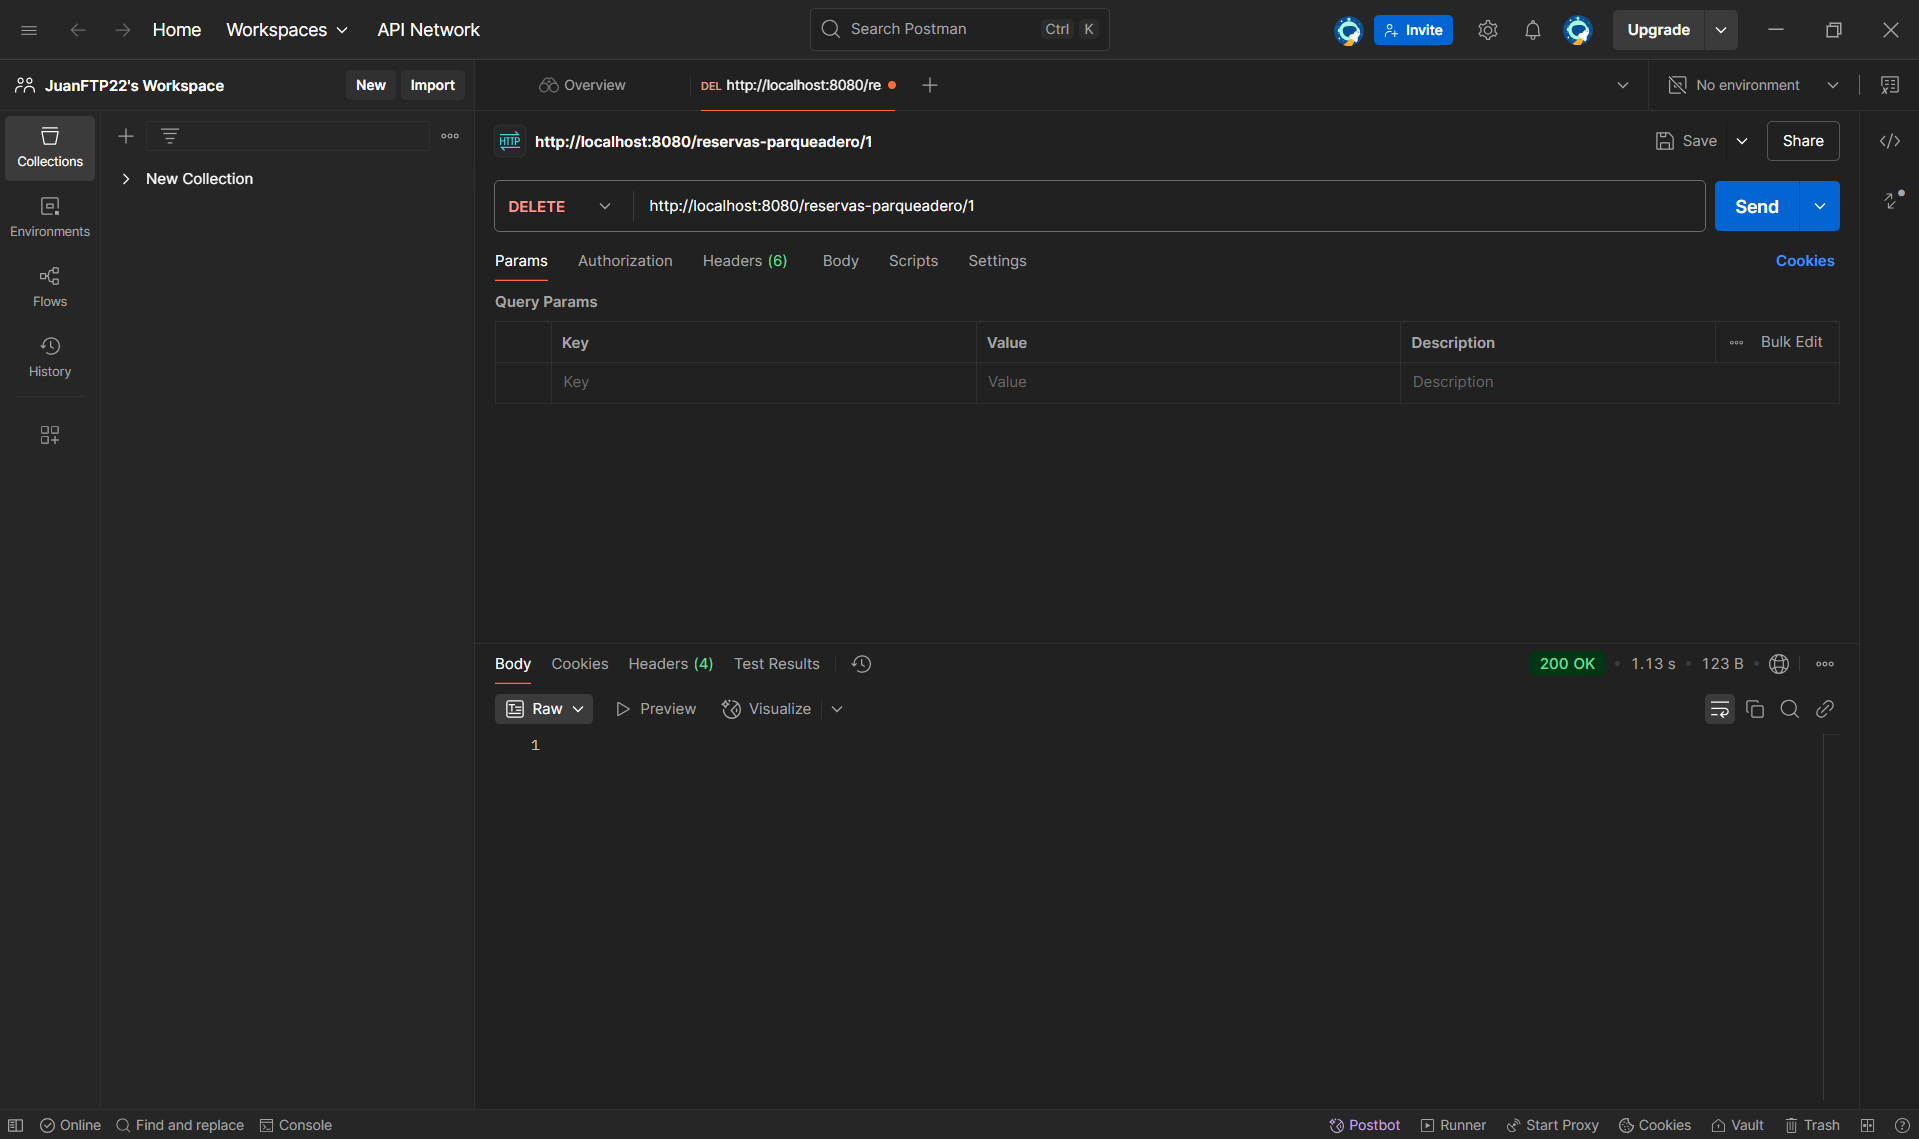 Home Workspaces API Network Search Postman Ctrl K Invite Upgrade
JuanFTP22's Workspace New Import Overview DEL http://localhost:8080/re No environment
Collections
Environments
Flows
History
New Collection
HTTP http://localhost:8080/reservas-parqueadero/1 Save Share
DELETE http://localhost:8080/reservas-parqueadero/1 Send
Params Authorization Headers (6) Body Scripts Settings Cookies
Query Params
Key Value Description Bulk Edit
Key Value Description
Body Cookies Headers (4) Test Results 200 OK • 1.13 s • 123 B •
Raw Preview Visualize
1
Online Find and replace Console Postbot Runner Start Proxy Cookies Vault Trash